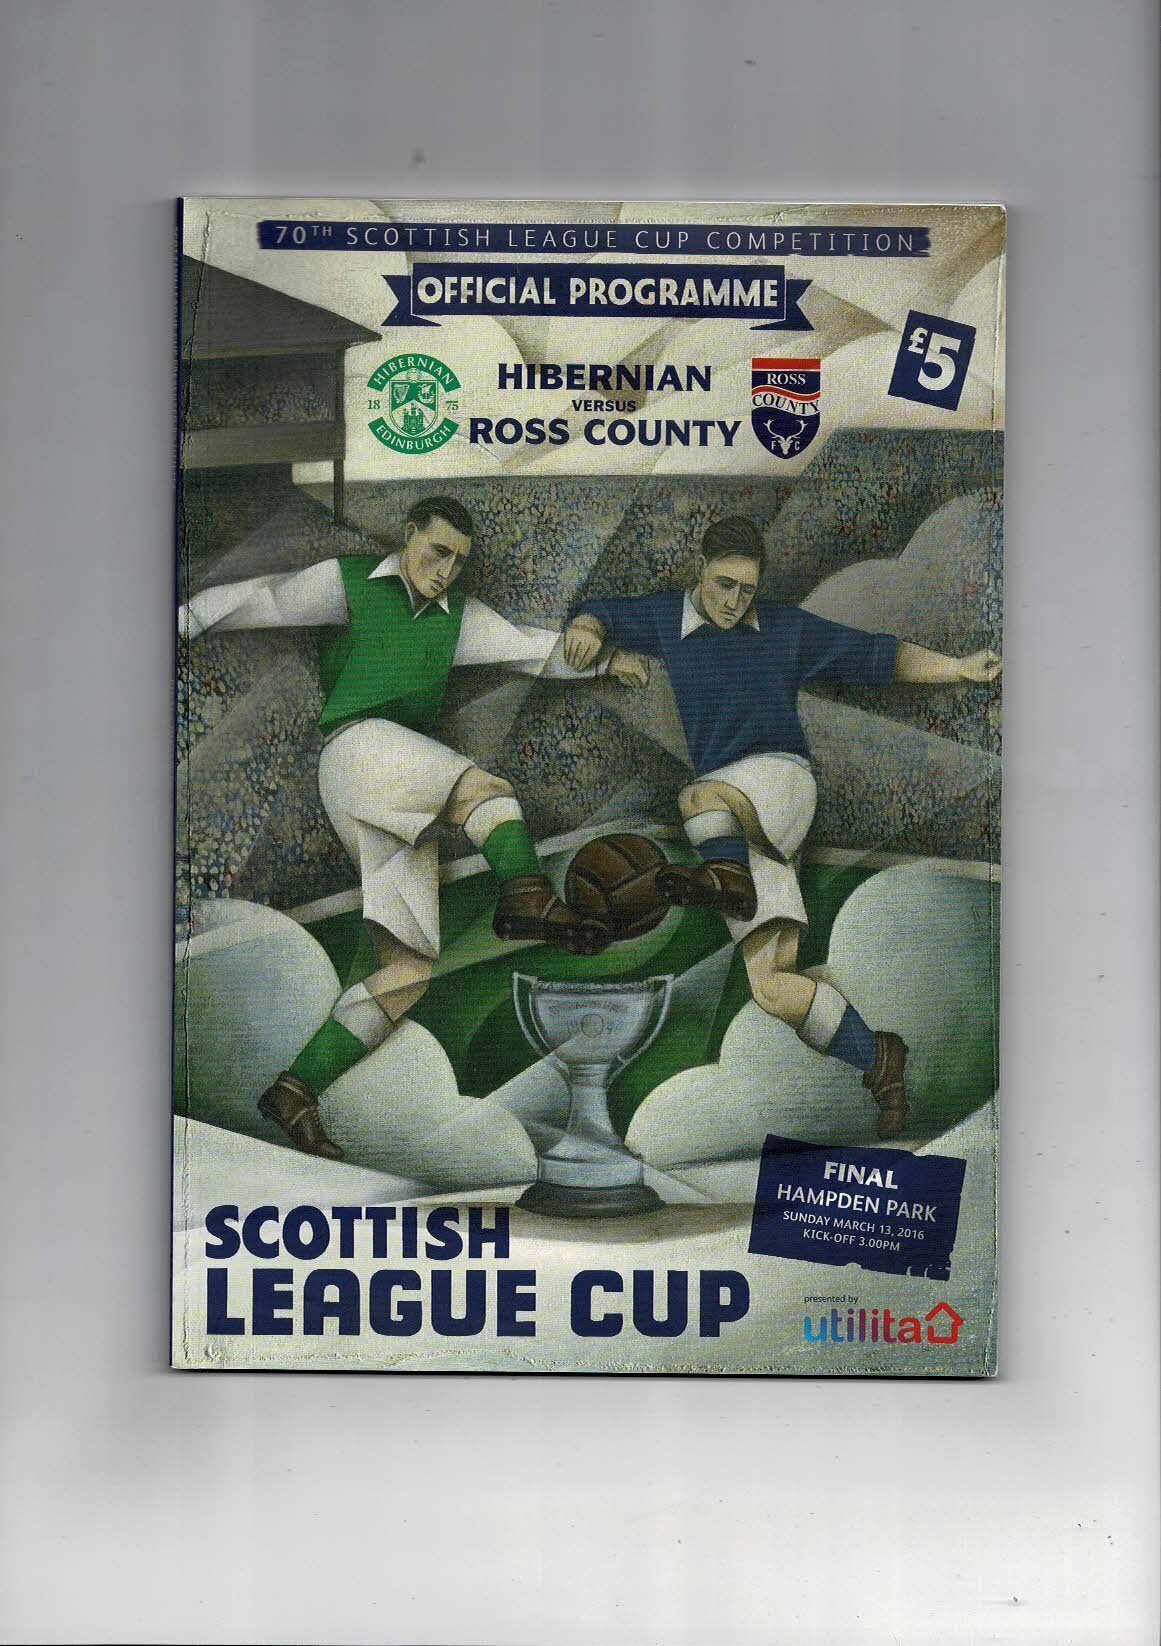 70TH SCOTTISH LEAGUE CUP COMPETITION
OFFICIAL PROGRAMME
£5
HIBERNIAN
18 75
EDINBURGH
HIBERNIAN
VERSUS
ROSS COUNTY
ROSS
COUNTY
F C
FINAL
HAMPDEN PARK
SUNDAY MARCH 13, 2016
KICK-OFF 3.00PM
SCOTTISH
LEAGUE CUP
presented by
utilita